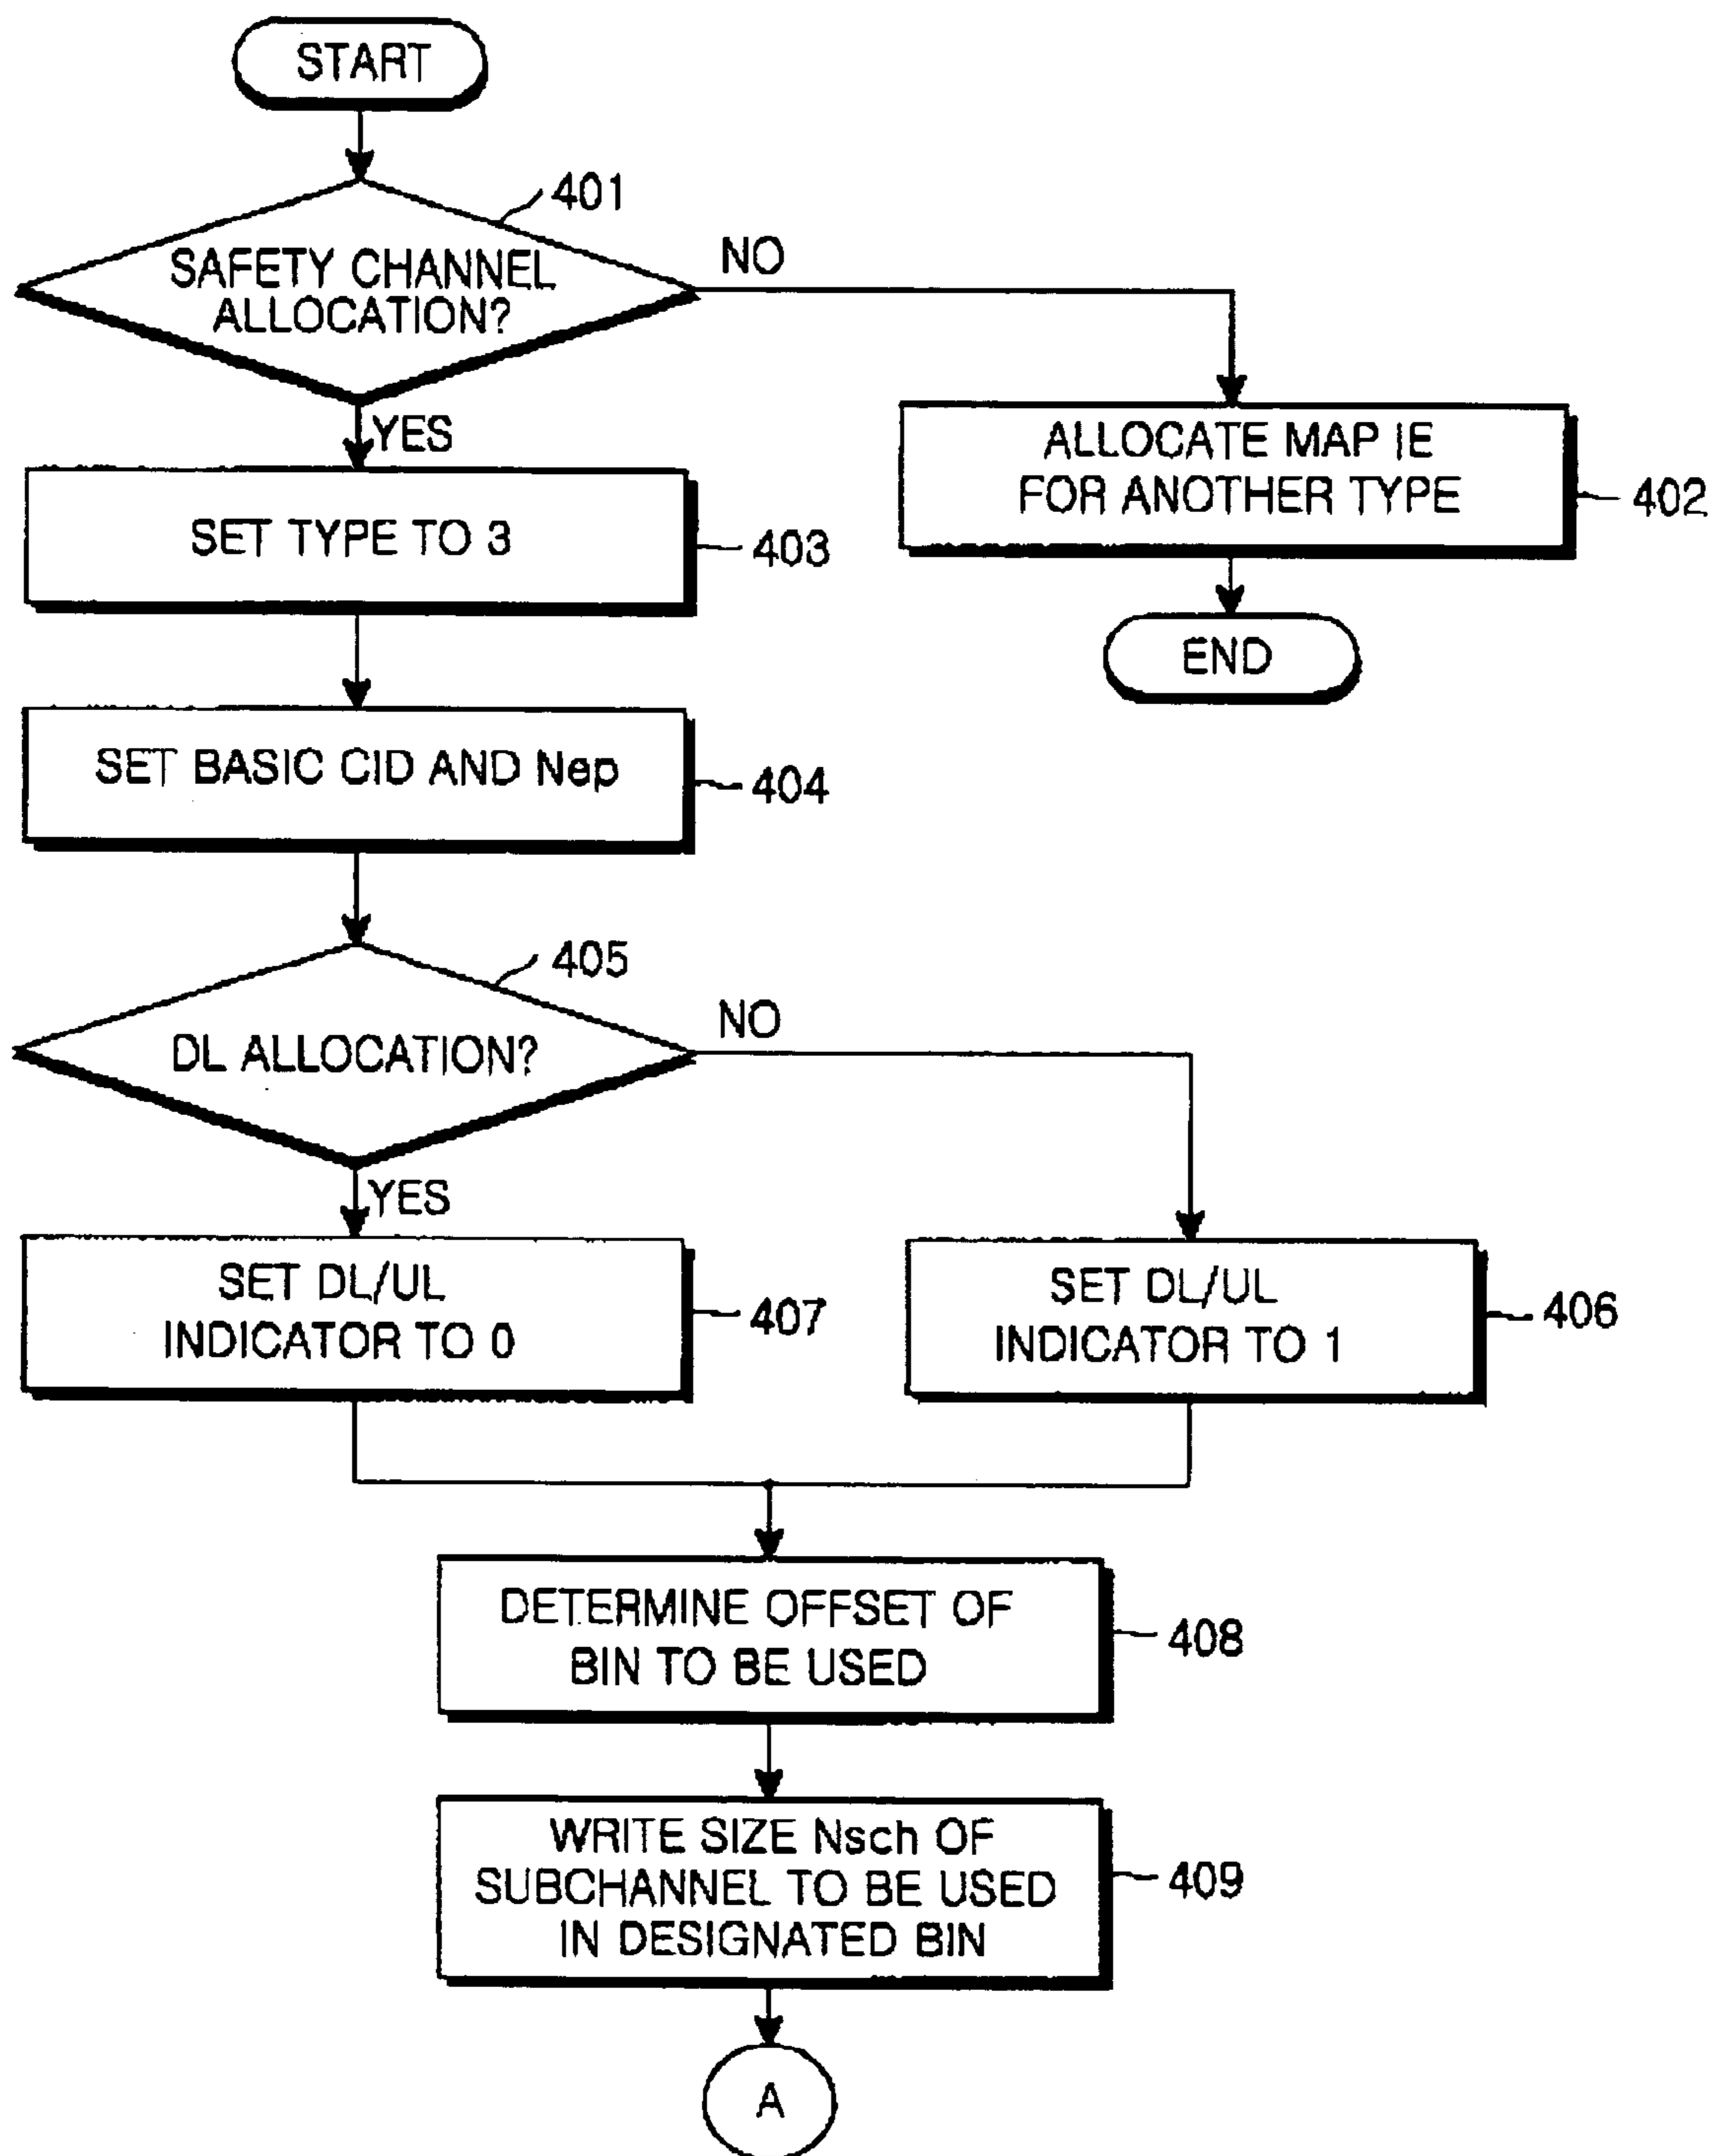 START
401
SAFETY CHANNEL
ALLOCATION?
NO
YES
ALLOCATE MAP IE
FOR ANOTHER TYPE
402
SET TYPE TO 3
403
END
SET BASIC CID AND Nep
404
405
DL ALLOCATION?
NO
YES
SET DL/UL
INDICATOR TO 0
407
SET DL/UL
INDICATOR TO 1
406
DETERMINE OFFSET OF
BIN TO BE USED
408
WRITE SIZE Nsch OF
SUBCHANNEL TO BE USED
IN DESIGNATED BIN
409
A